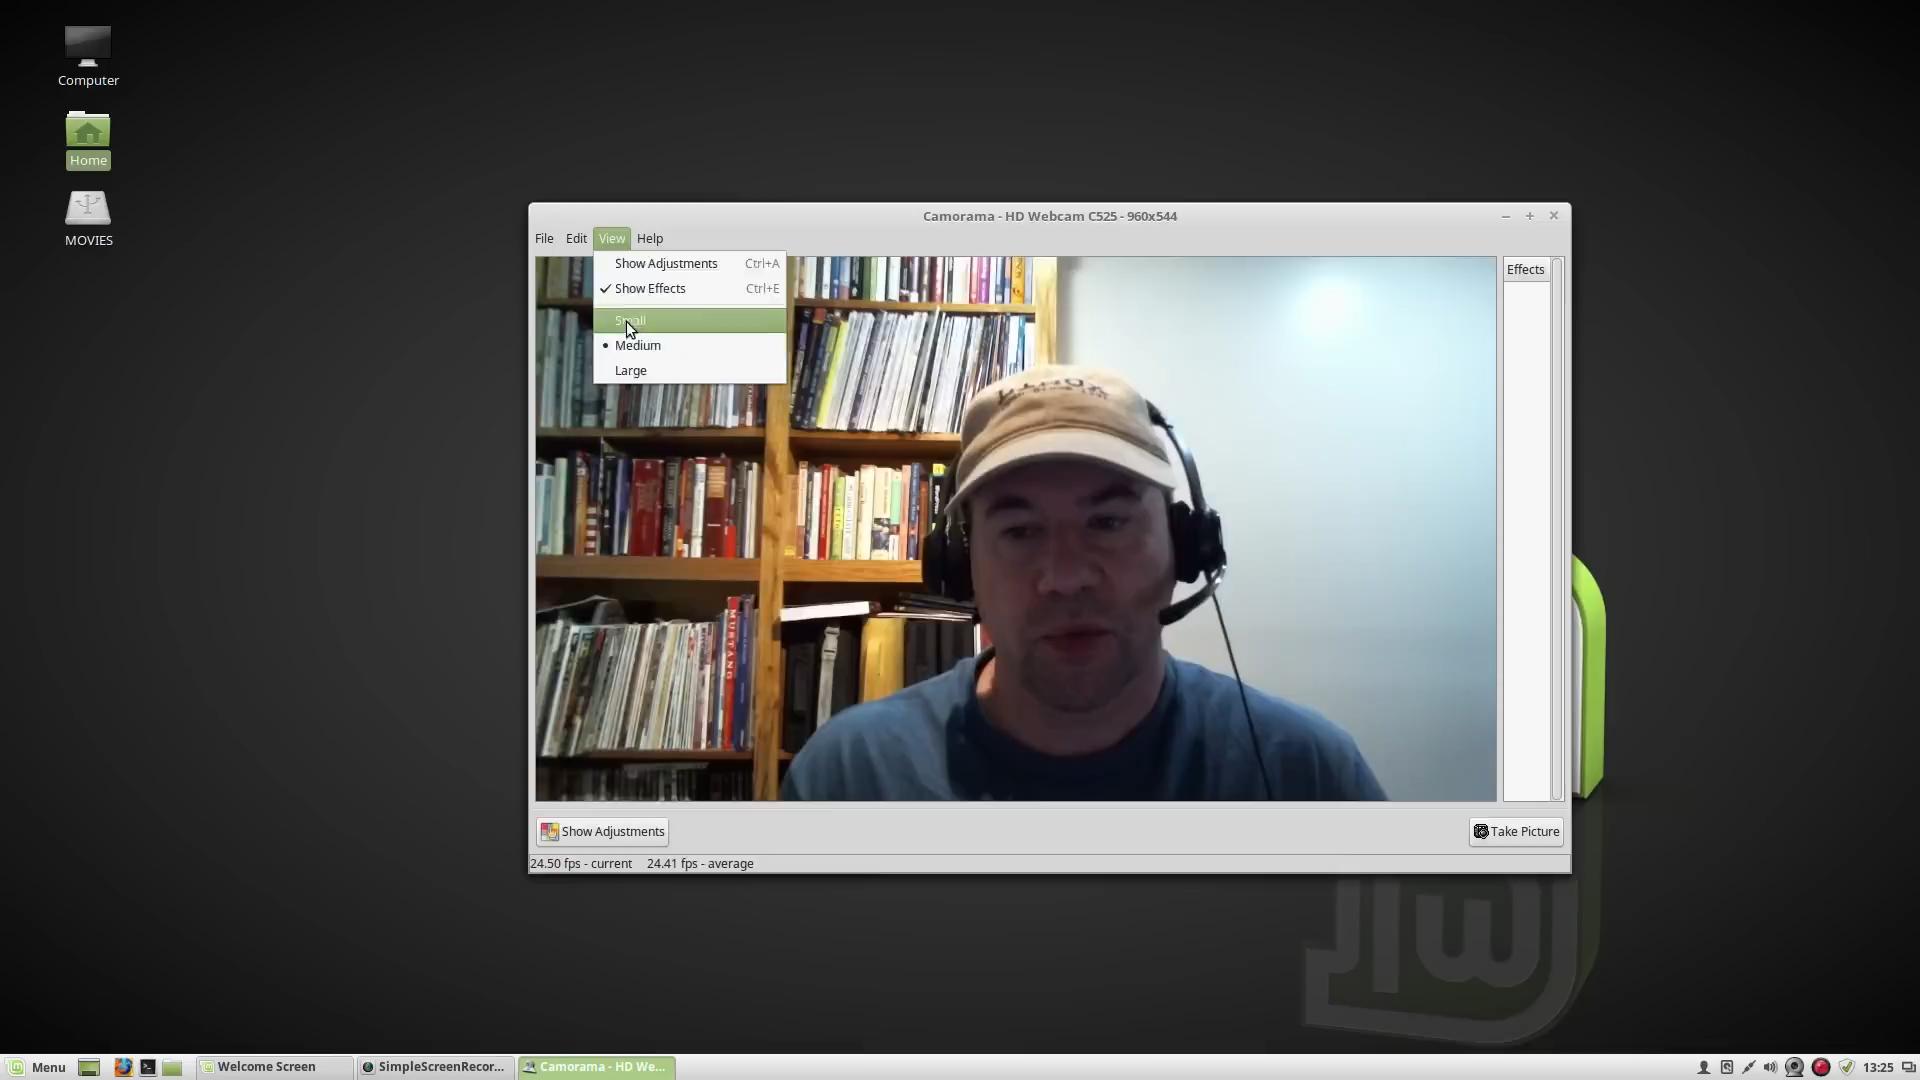 Computer
Home
MOVIES
Camorama - HD Webcam C525 - 960x544
File Edit View Help
Show Adjustments Ctrl+A
Show Effects Ctrl+E
Small
Medium
Large
Effects
MUSTANG
Show Adjustments
Take Picture
24.50 fps - current 24.41 fps - average
Menu
Welcome Screen
SimpleScreenRecor...
Camorama - HD We...
13:25